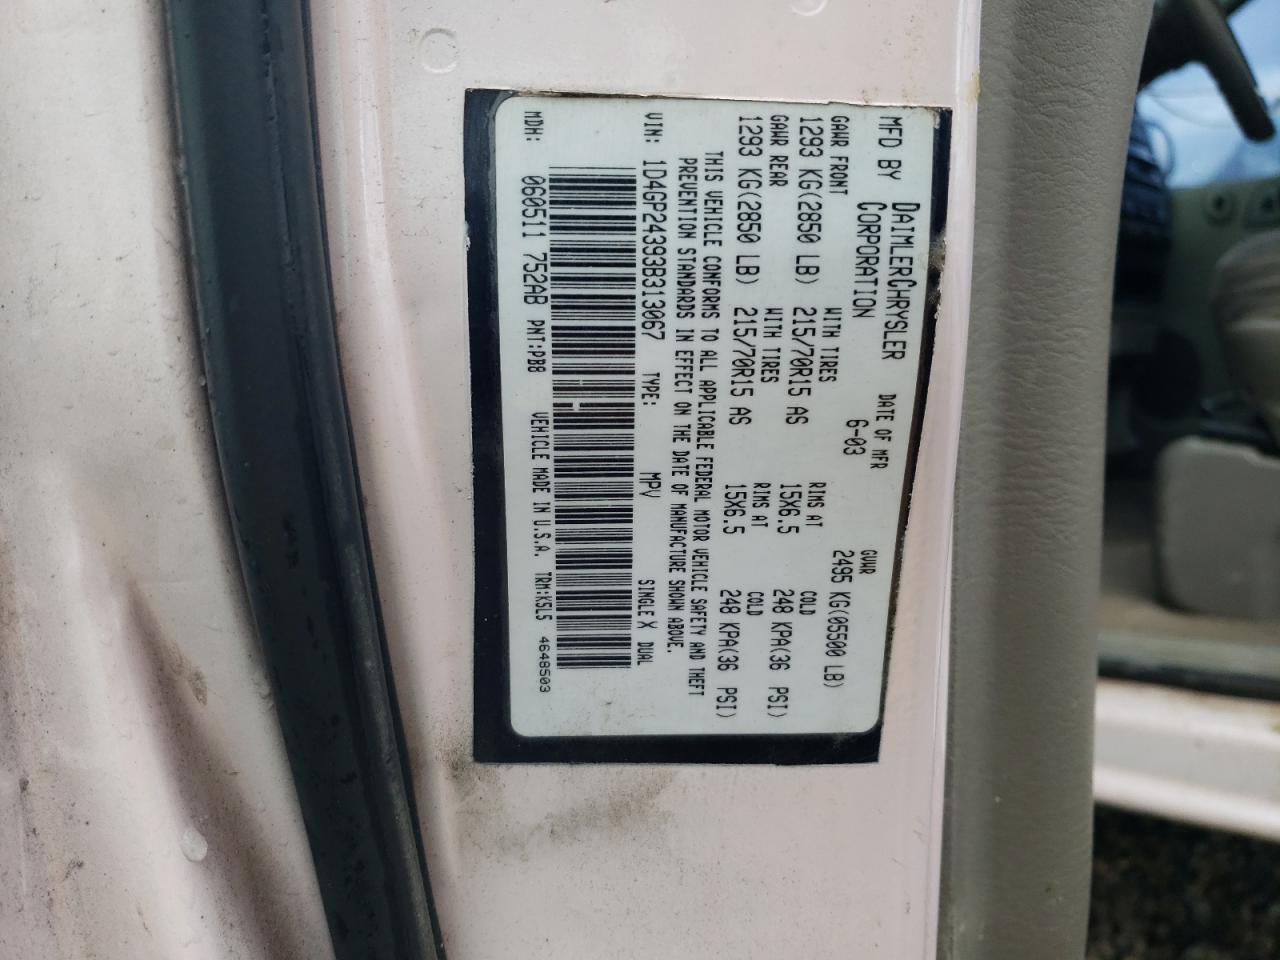 MFD BY DAIMLERCHRYSLER CORPORATION
DATE OF MFR 6-03
GVWR 2495 KG(05500 LB)
GAWR FRONT WITH TIRES RIMS AT COLD
1293 KG(2850 LB) 215/70R15 AS 15X6.5 248 KPA(36 PSI)
GAWR REAR WITH TIRES RIMS AT COLD
1293 KG(2850 LB) 215/70R15 AS 15X6.5 248 KPA(36 PSI)
THIS VEHICLE CONFORMS TO ALL APPLICABLE FEDERAL MOTOR VEHICLE SAFETY AND THEFT
PREVENTION STANDARDS IN EFFECT ON THE DATE OF MANUFACTURE SHOWN ABOVE.
VIN: 1D4GP24393B313067 TYPE: MPV SINGLE X DUAL
MDH: 060511 752AB PNT:PB8 VEHICLE MADE IN U.S.A. TRM:K5L5 4648503